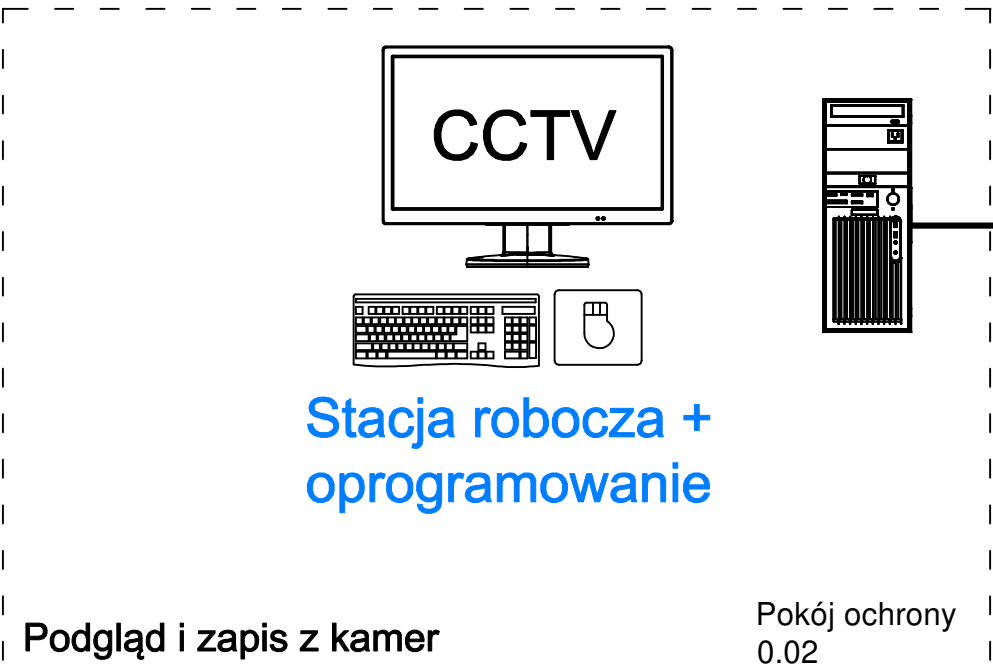 CCTV
Stacja robocza +
oprogramowanie
Podgląd i zapis z kamer
Pokój ochrony
0.02